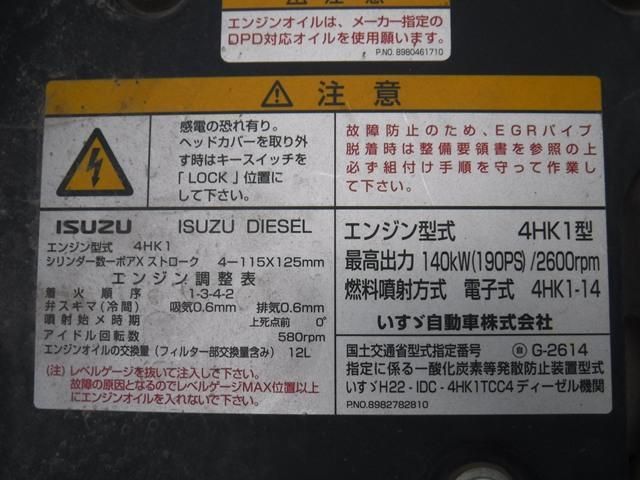 エンジンオイルは、メーカー指定の
DPD対応オイルを使用願います。
P.NO. 8980461710
注意
感電の恐れ有り。
ヘッドカバーを取り外
す時はキースイッチを
「LOCK」位置に
して下さい。
故障防止のため、EGRパイプ
脱着時は整備要領書を参照の上
必ず組付け手順を守って作業
して下さい。
ISUZU ISUZU DIESEL
エンジン型式 4HK1
シリンダー数ーボアXストローク 4-115X125mm
エンジン調整表
着火順序 1-3-4-2
弁スキマ(冷間) 吸気0.6mm 排気0.6mm
噴射始メ時期 上死点前 0°
アイドル回転数 580rpm
エンジンオイルの交換量(フィルター部交換量含み) 12L
(注)レベルゲージを抜いて注入して下さい。
故障の原因となるのでレベルゲージMAX位置以上
にエンジンオイルを入れないで下さい。
エンジン型式 4HK1型
最高出力 140kW(190PS)/2600rpm
燃料噴射方式 電子式 4HK1-14
いすゞ自動車株式会社
国土交通省型式指定番号 G-2614
指定に係る一酸化炭素等発散防止装置型式
いすゞH22-IDC-4HK1TCC4ディーゼル機関
P.NO.8982782810